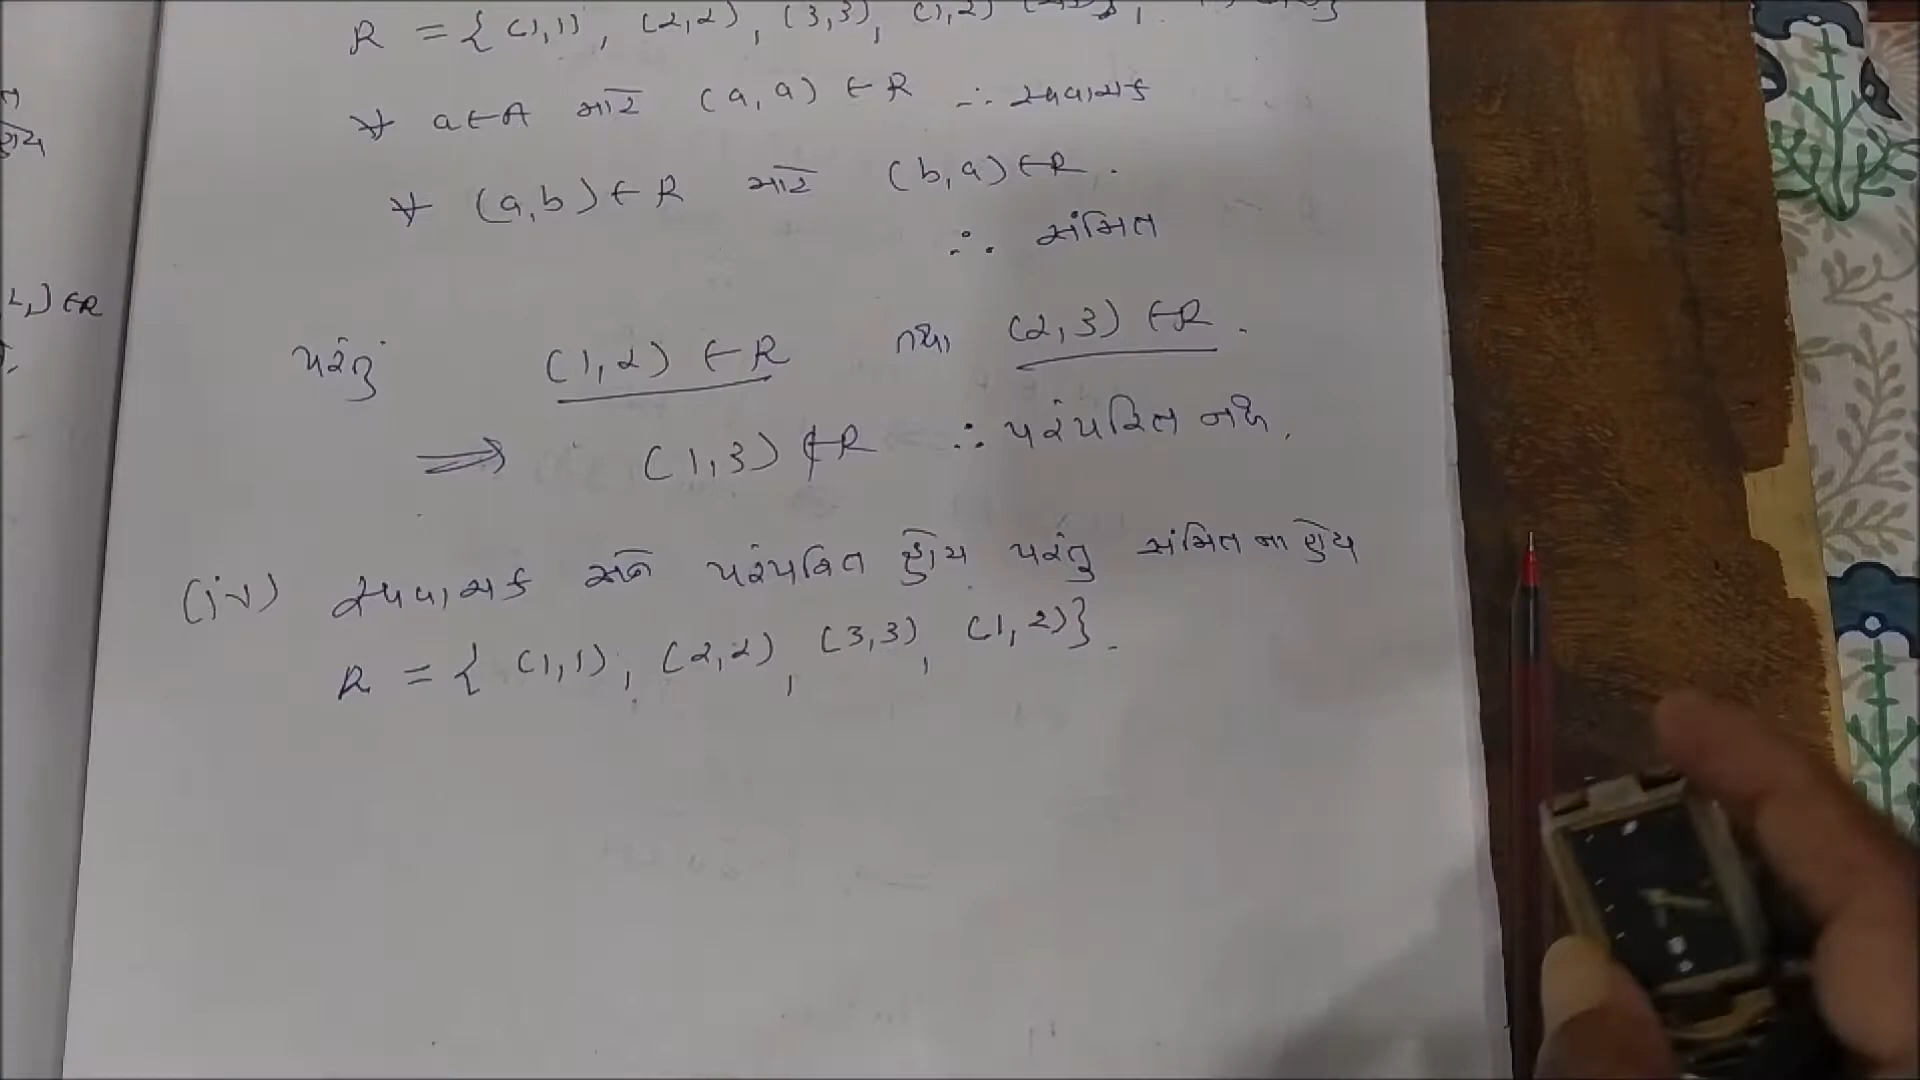 R = { (1,1), (2,2), (3,3), (1,2)
∀ a ∈ A માટે (a, a) ∈ R ∴ સ્વવાચક
∀ (a,b) ∈ R માટે (b,a) ∈ R.
∴ સંમિત
L,) ∈ R
પરંતુ (1,2) ∈ R તથા (2,3) ∈ R.
⇒ (1,3) ∉ R ∴ પરંપરિત નથી.
(iv) સ્વવાચક અને પરંપરિત હોય પરંતુ સંમિત ના હોય
R = { (1,1), (2,2), (3,3), (1,2)}.